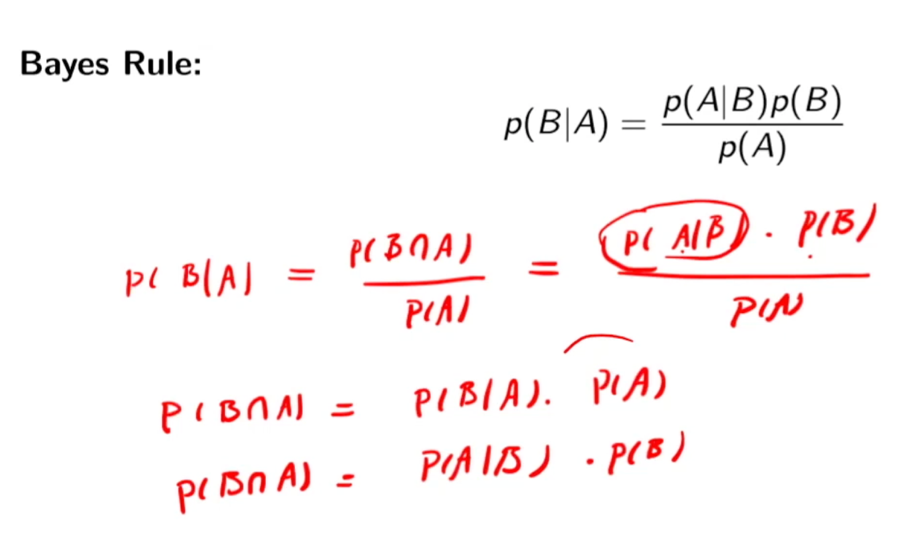 Bayes Rule:
p(B|A) = p(A|B)p(B) / p(A)
P(B|A) = P(B∩A) / P(A) = P(A|B) . P(B) / P(A)
P(B∩A) = P(B|A). P(A)
P(B∩A) = P(A|B) . P(B)